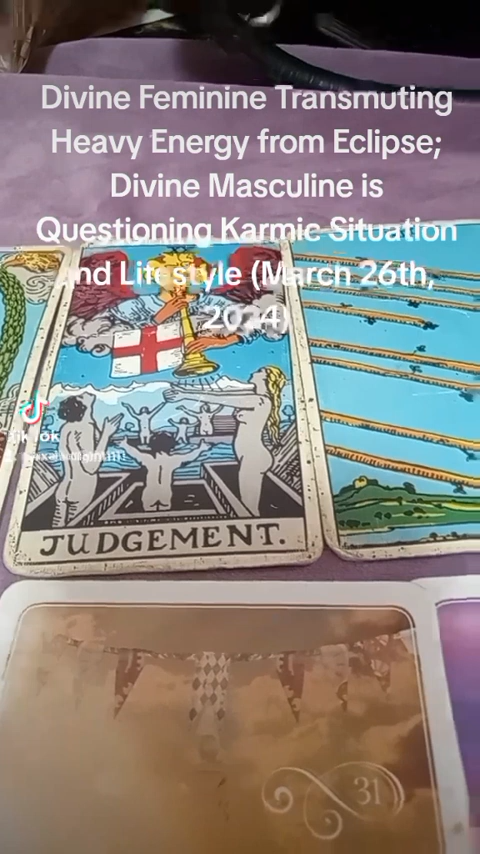 Divine Feminine Transmuting
Heavy Energy from Eclipse;
Divine Masculine is
Questioning Karmic Situation
and Lifestyle (March 26th,
2024)
TikTok
JUDGEMENT.
31